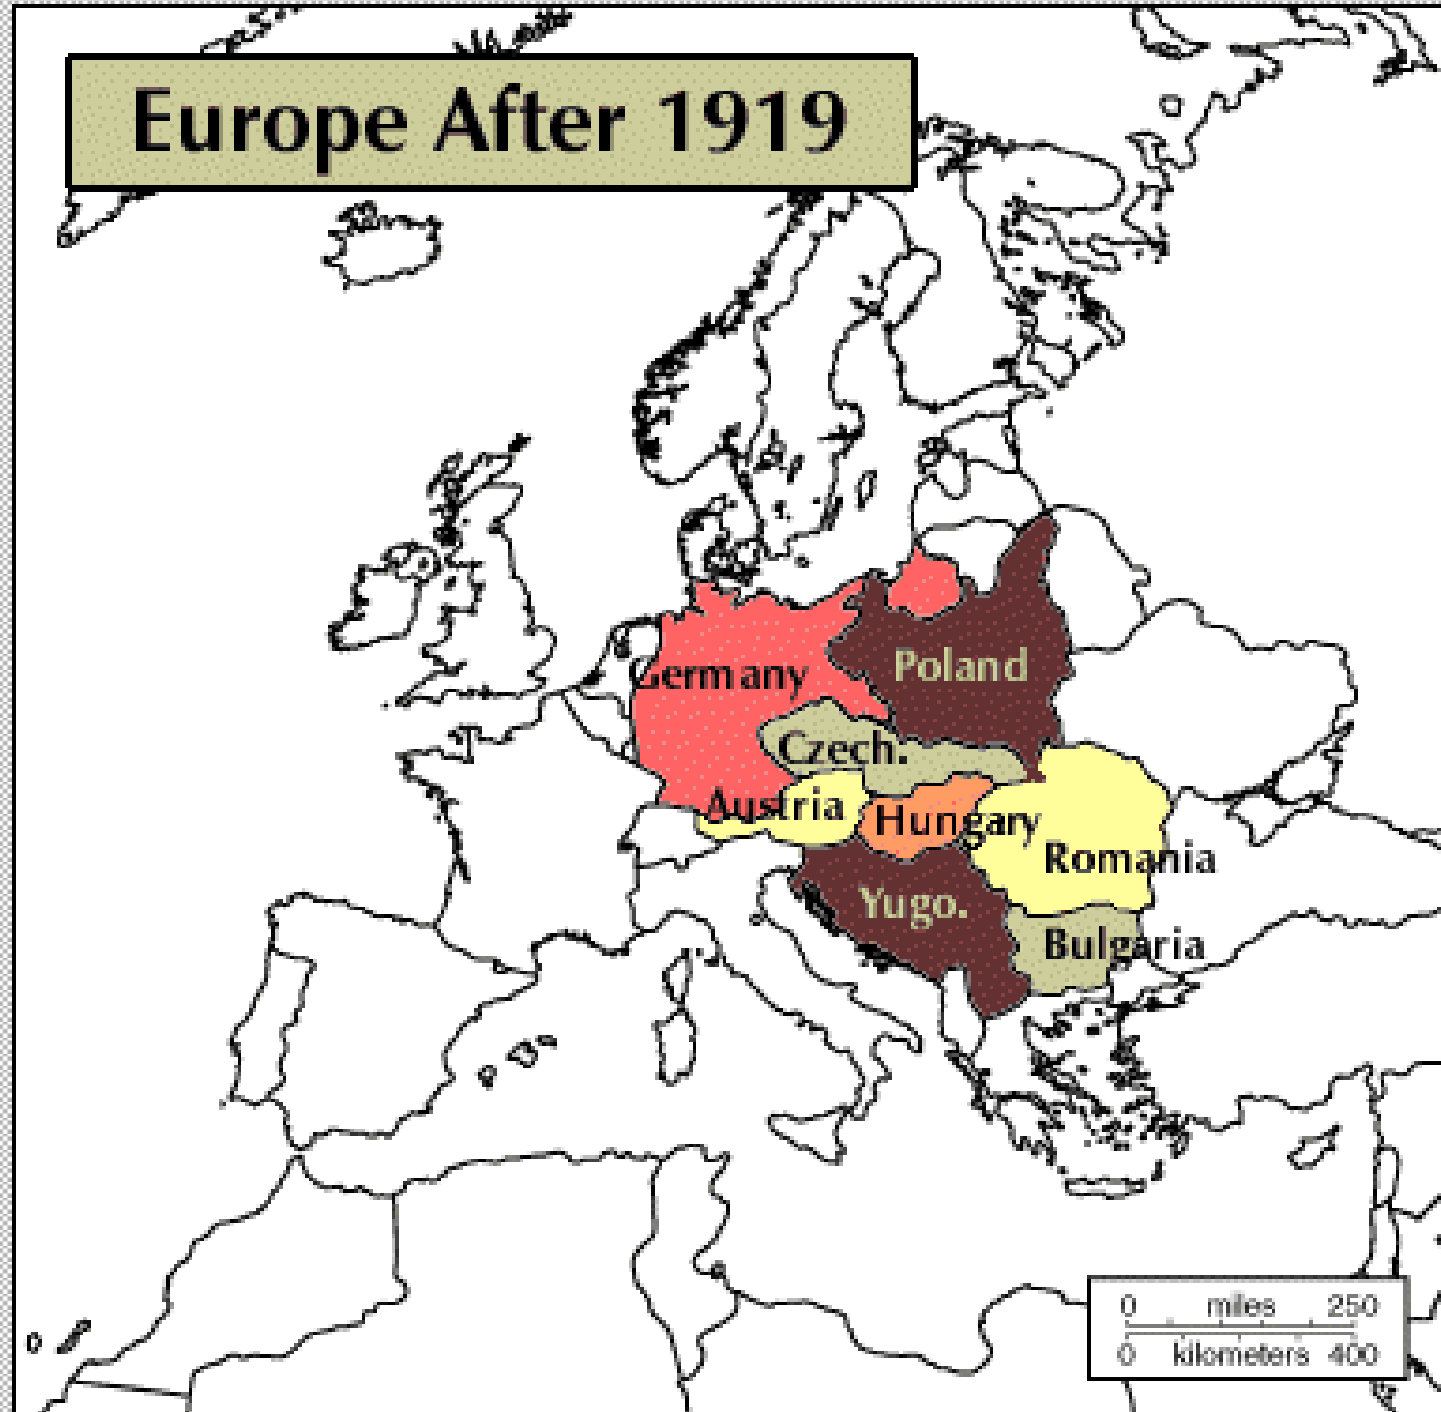 Europe After 1919
Germany
Poland
Czech.
Austria
Hungary
Romania
Yugo.
Bulgaria
0 miles 250
0 kilometers 400